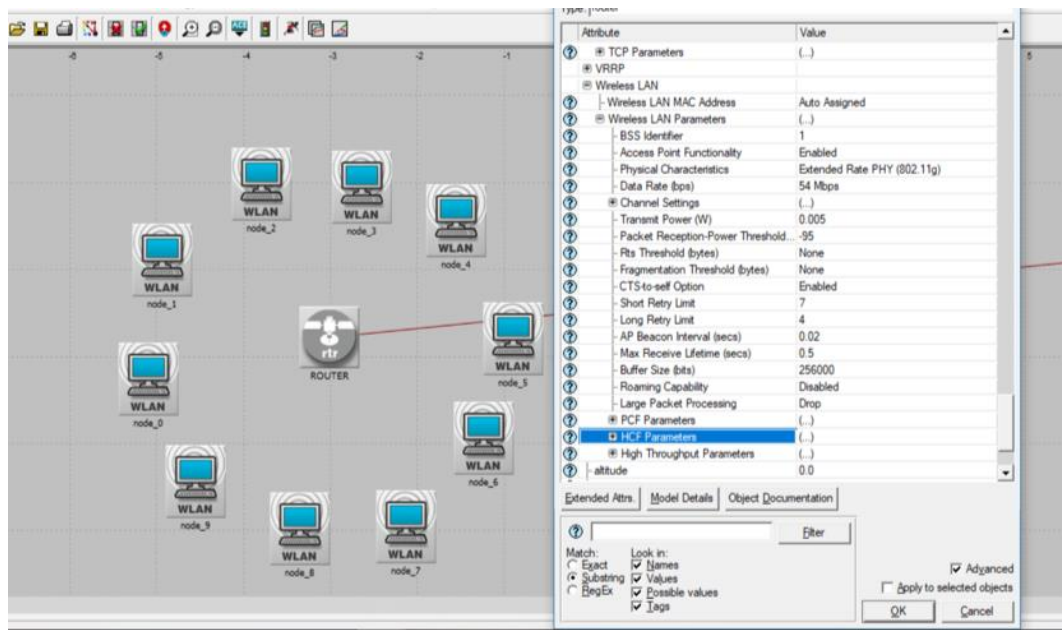 -6 -5 -4 -3 -2 -1 5
WLAN
node_2
WLAN
node_3
WLAN
node_4
WLAN
node_1
rtr
ROUTER
WLAN
node_5
WLAN
node_0
WLAN
node_6
WLAN
node_9
WLAN
node_8
WLAN
node_7
Type: router
Attribute Value
TCP Parameters (...)
VRRP
Wireless LAN
Wireless LAN MAC Address Auto Assigned
Wireless LAN Parameters (...)
BSS Identifier 1
Access Point Functionality Enabled
Physical Characteristics Extended Rate PHY (802.11g)
Data Rate (bps) 54 Mbps
Channel Settings (...)
Transmit Power (W) 0.005
Packet Reception-Power Threshold... -95
Rts Threshold (bytes) None
Fragmentation Threshold (bytes) None
CTS-to-self Option Enabled
Short Retry Limit 7
Long Retry Limit 4
AP Beacon Interval (secs) 0.02
Max Receive Lifetime (secs) 0.5
Buffer Size (bits) 256000
Roaming Capability Disabled
Large Packet Processing Drop
PCF Parameters (...)
HCF Parameters (...)
High Throughput Parameters (...)
altitude 0.0
Extended Attrs. Model Details Object Documentation
Filter
Match: Look in:
Exact Names
Substring Values
RegEx Possible values
Tags
Advanced
Apply to selected objects
OK Cancel